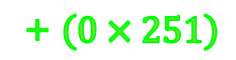 + (0 × 251)